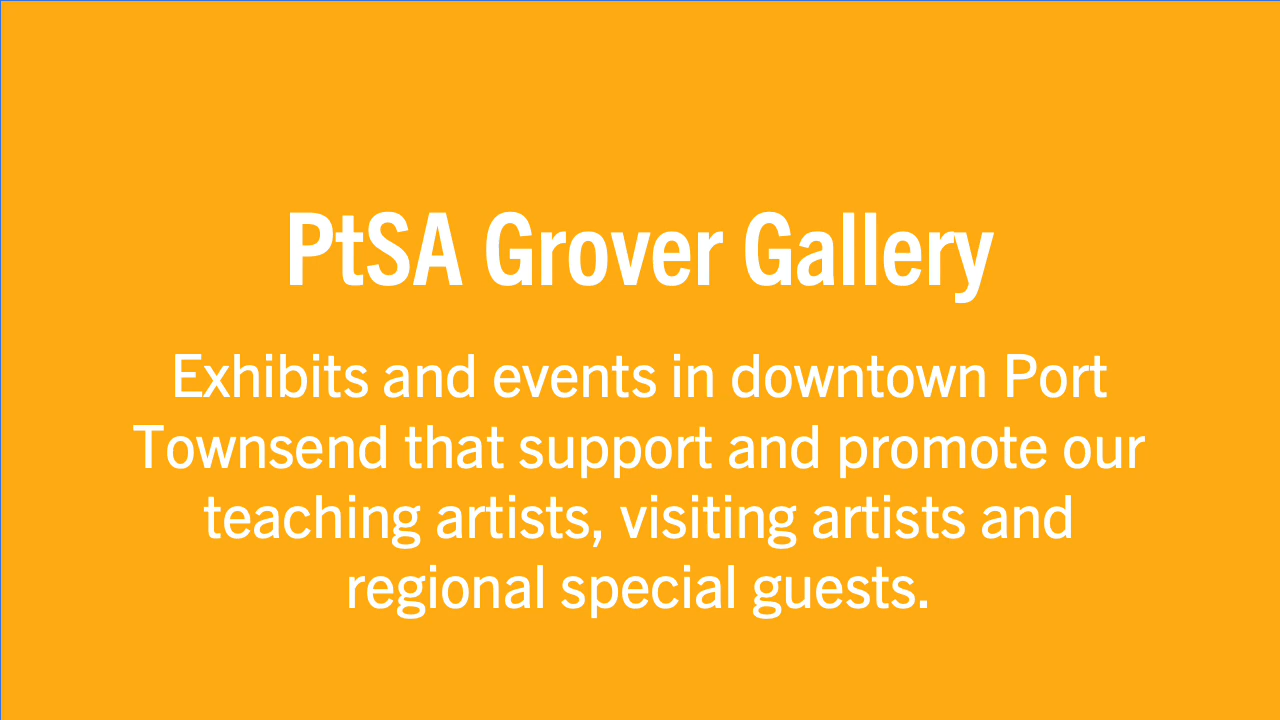 PtSA Grover Gallery
Exhibits and events in downtown Port
Townsend that support and promote our
teaching artists, visiting artists and
regional special guests.